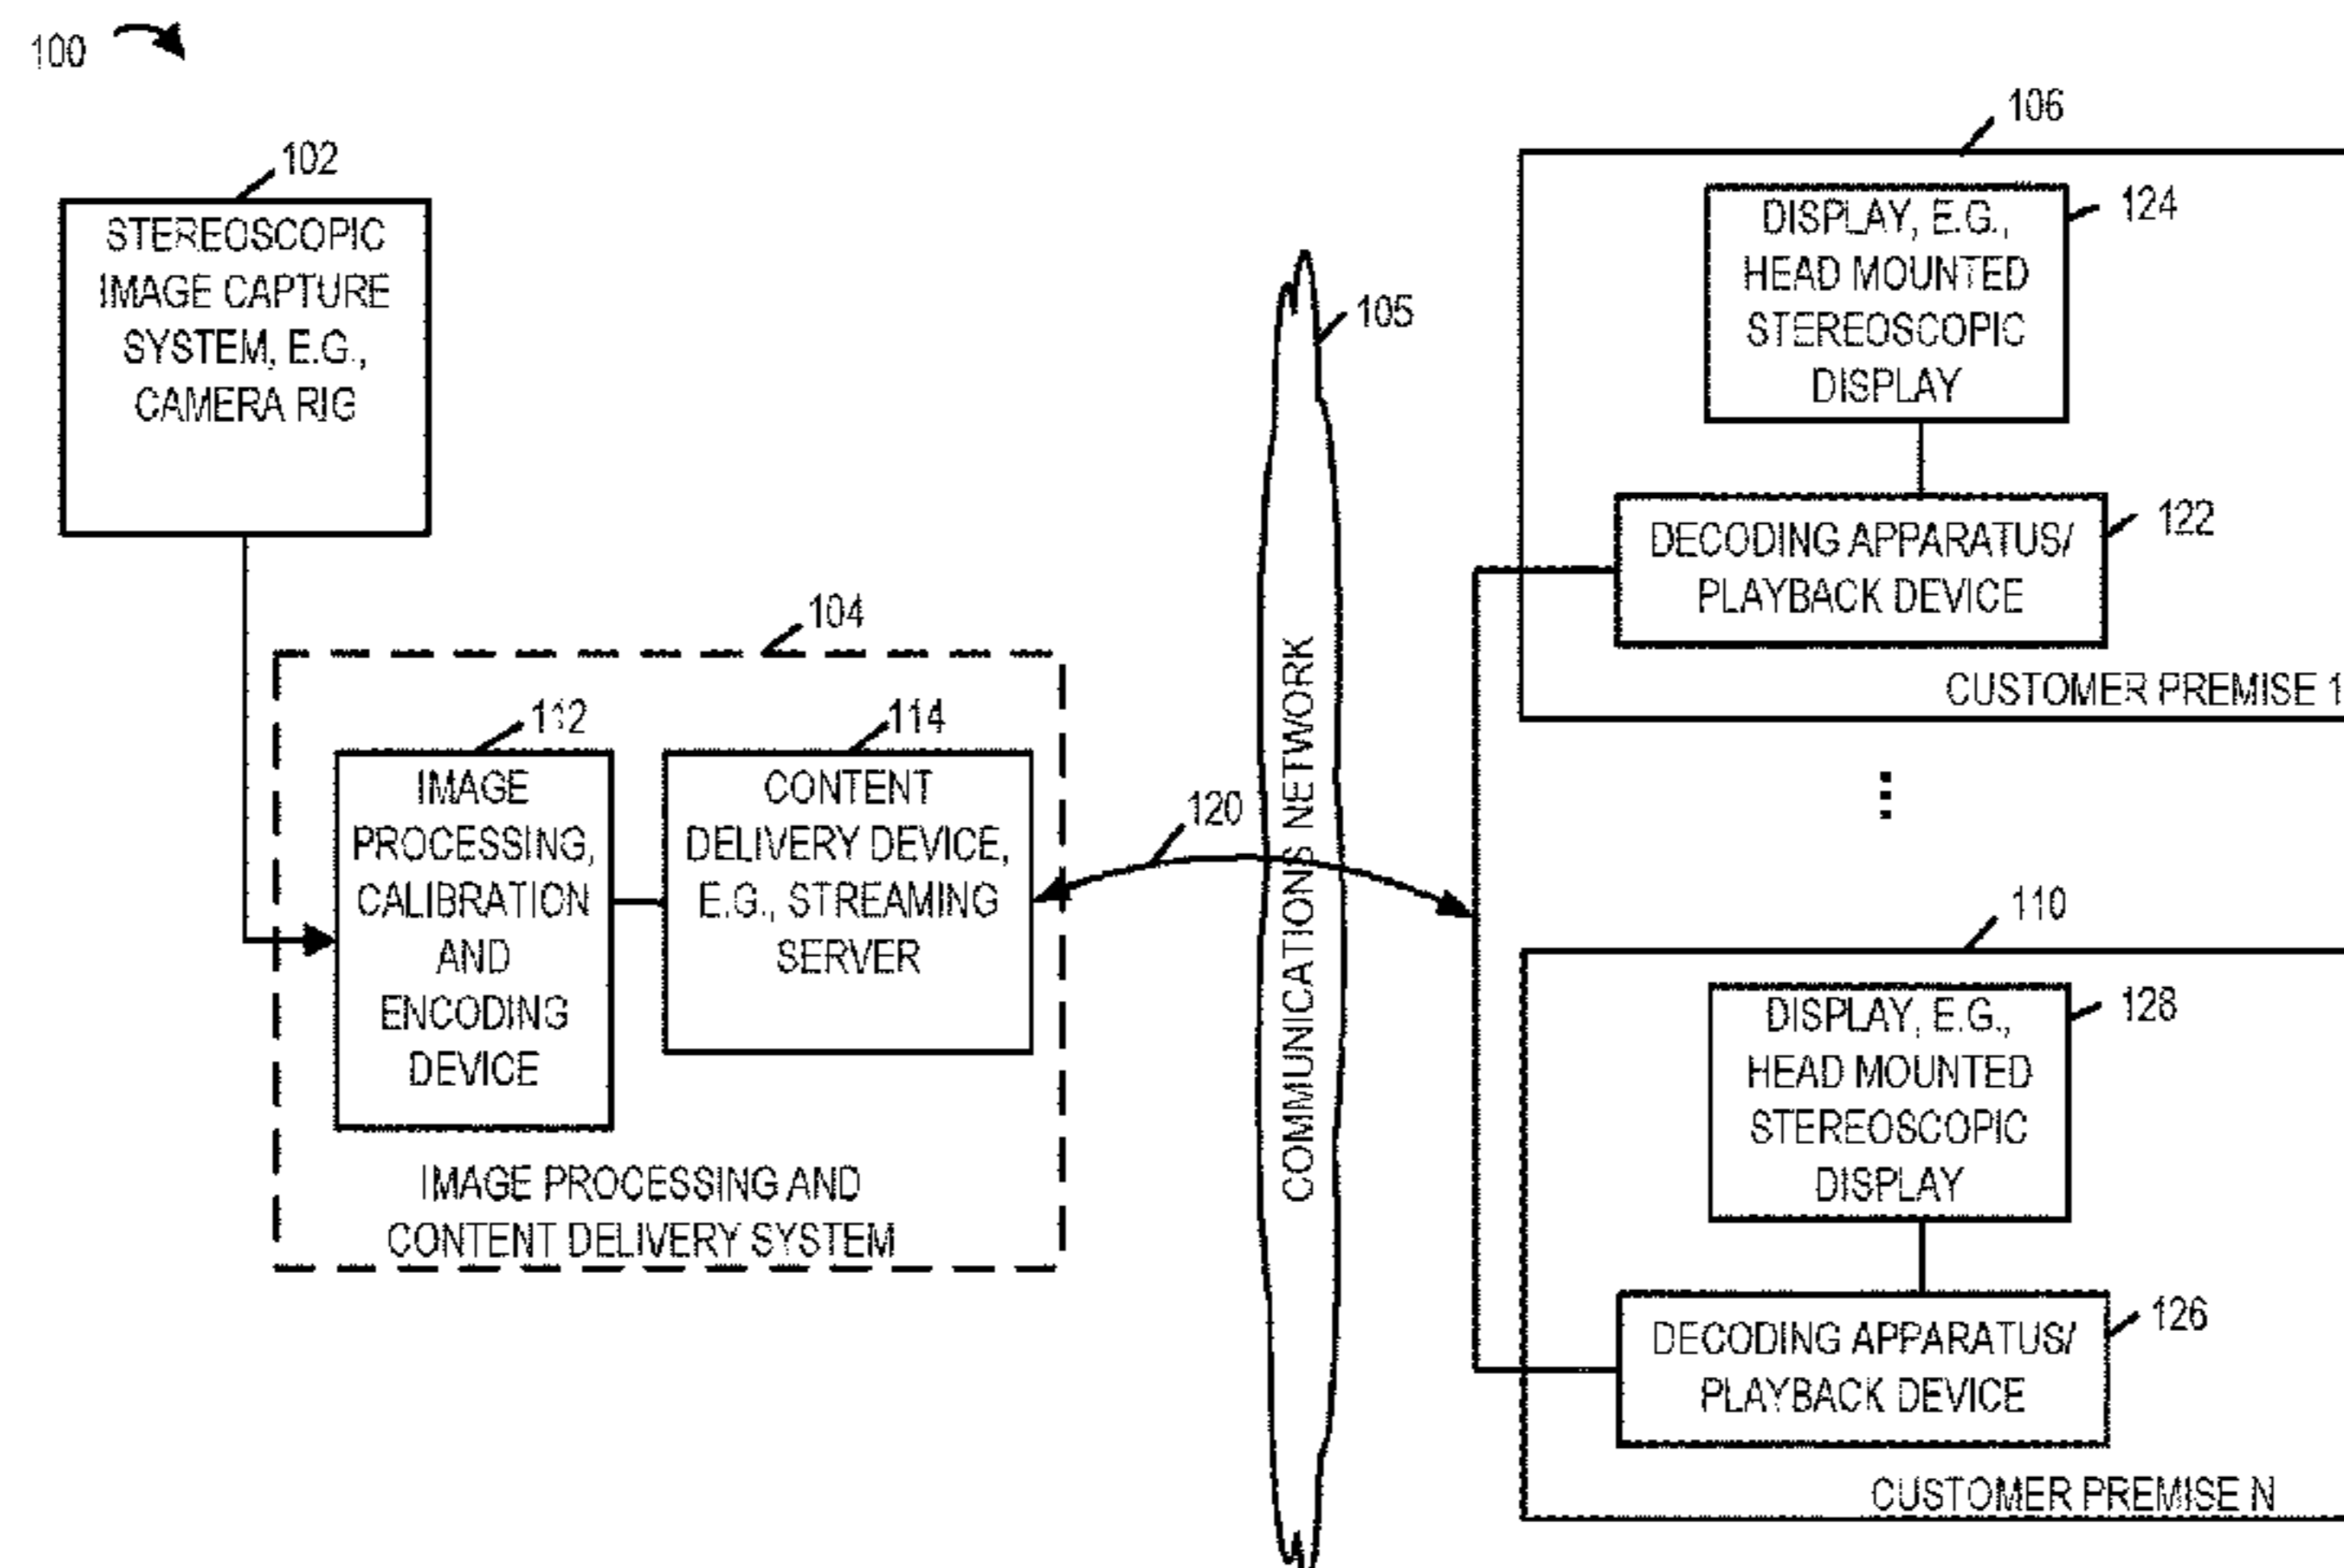 100
102
STEREOSCOPIC
IMAGE CAPTURE
SYSTEM, E.G.,
CAMERA RIG
104
112
IMAGE
PROCESSING,
CALIBRATION
AND
ENCODING
DEVICE
114
CONTENT
DELIVERY DEVICE,
E.G., STREAMING
SERVER
IMAGE PROCESSING AND
CONTENT DELIVERY SYSTEM
120
105
COMMUNICATIONS NETWORK
106
124
DISPLAY, E.G.,
HEAD MOUNTED
STEREOSCOPIC
DISPLAY
122
DECODING APPARATUS/
PLAYBACK DEVICE
CUSTOMER PREMISE 1
110
128
DISPLAY, E.G.,
HEAD MOUNTED
STEREOSCOPIC
DISPLAY
126
DECODING APPARATUS/
PLAYBACK DEVICE
CUSTOMER PREMISE N